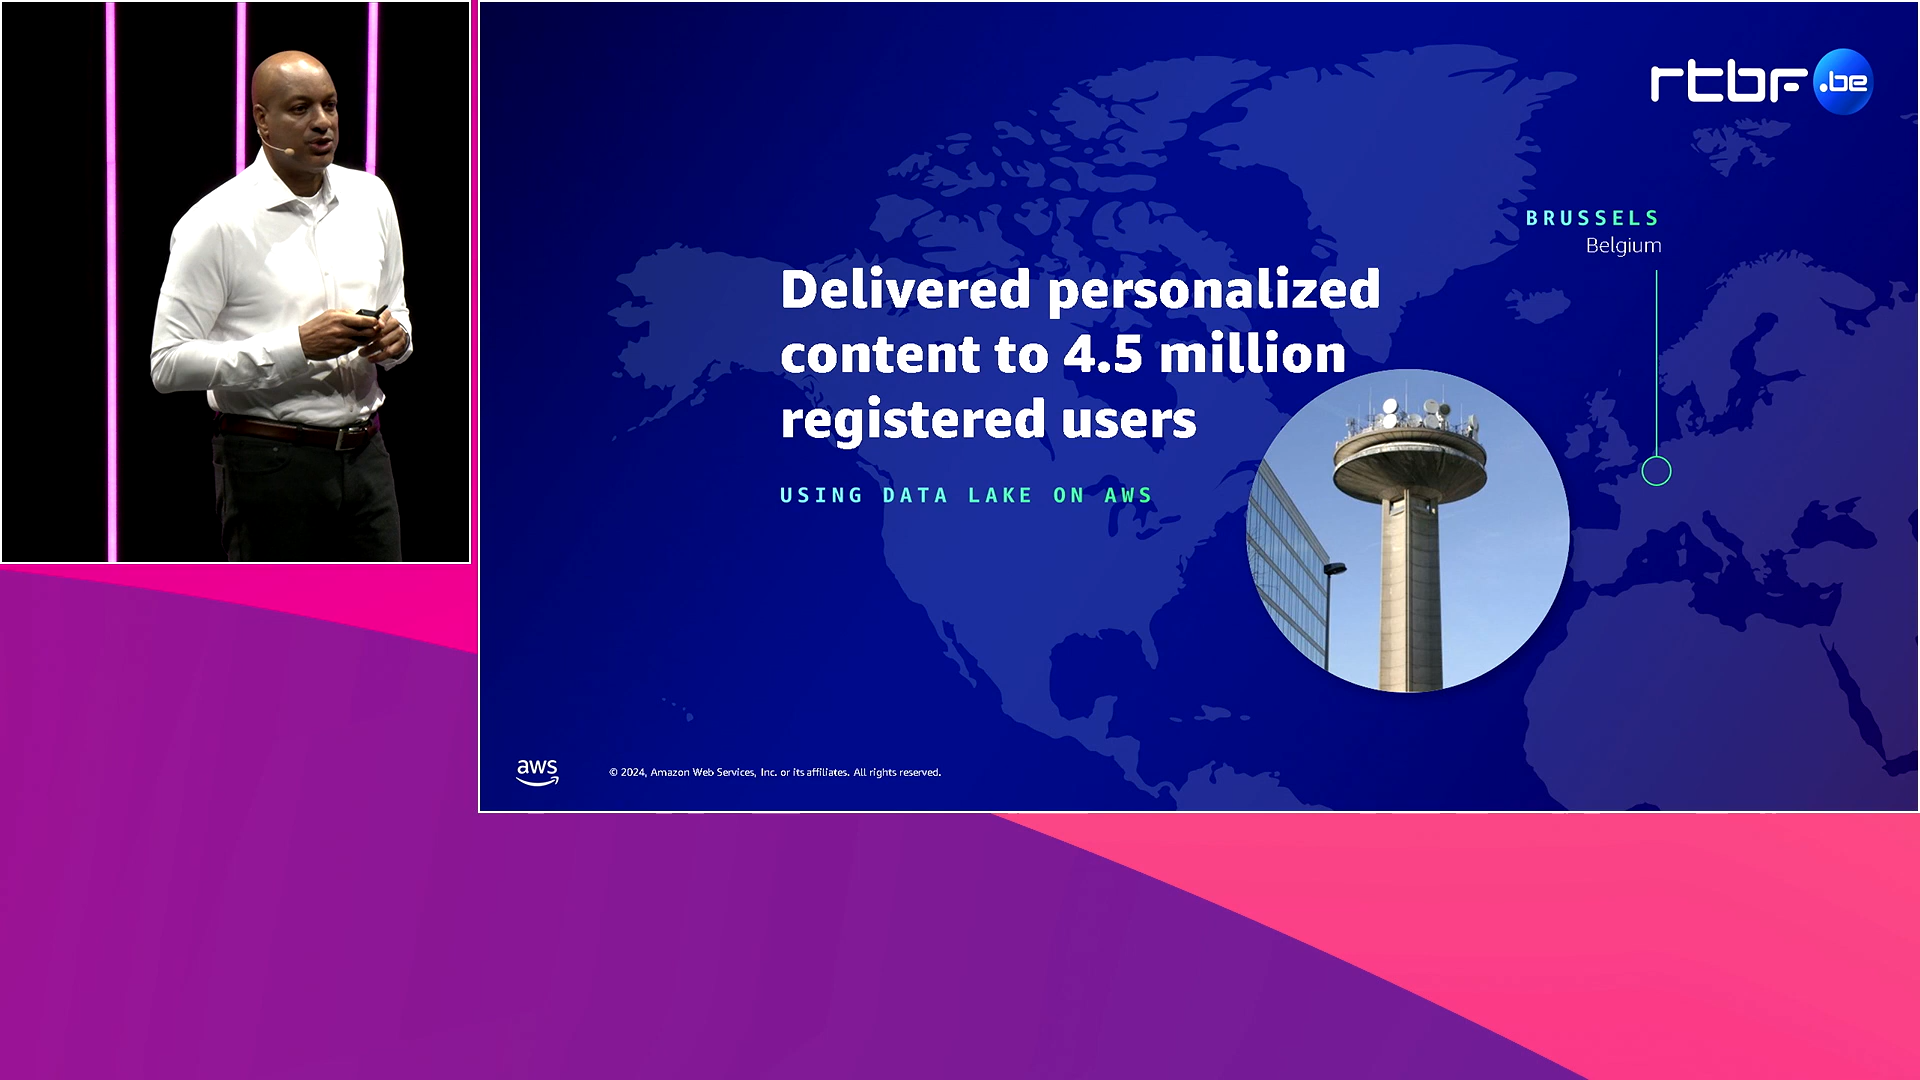 rtbf.be
BRUSSELS
Belgium
Delivered personalized
content to 4.5 million
registered users
USING DATA LAKE ON AWS
aws
© 2024, Amazon Web Services, Inc. or its affiliates. All rights reserved.